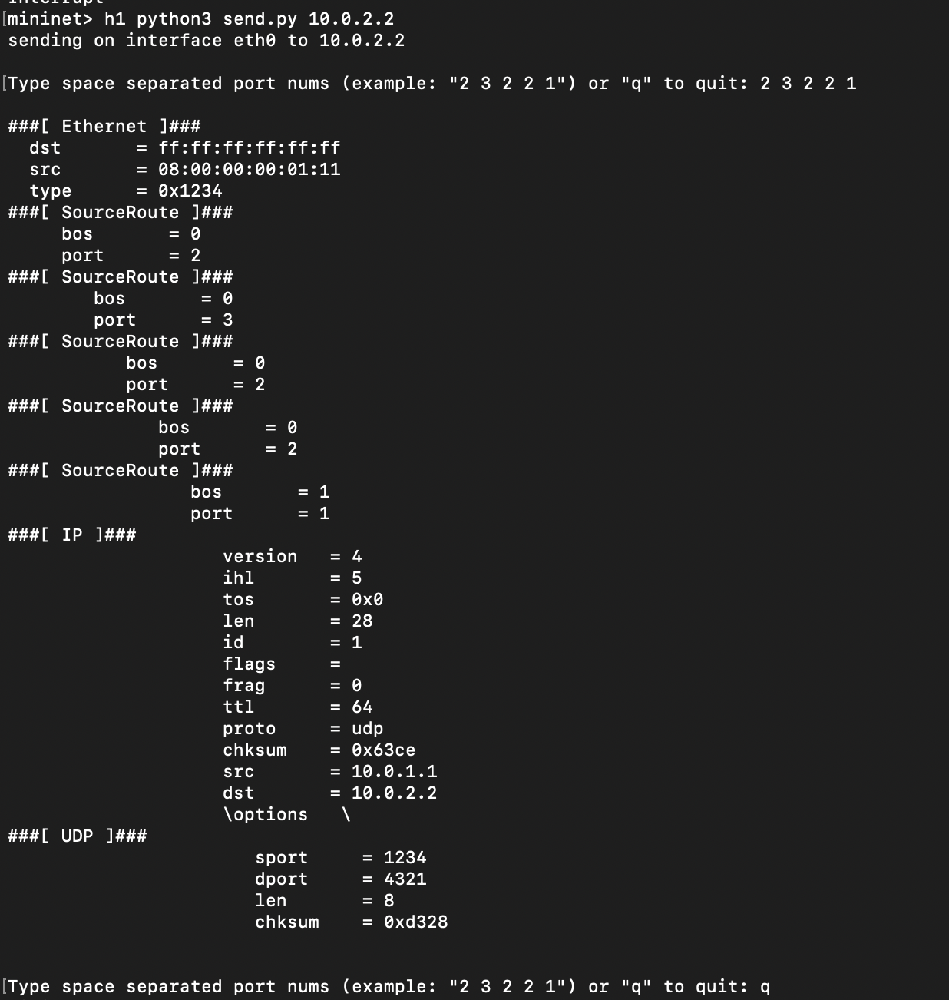 [mininet> h1 python3 send.py 10.0.2.2
sending on interface eth0 to 10.0.2.2
[Type space separated port nums (example: "2 3 2 2 1") or "q" to quit: 2 3 2 2 1
###[ Ethernet ]###
dst = ff:ff:ff:ff:ff:ff
src = 08:00:00:00:01:11
type = 0x1234
###[ SourceRoute ]###
bos = 0
port = 2
###[ SourceRoute ]###
bos = 0
port = 3
###[ SourceRoute ]###
bos = 0
port = 2
###[ SourceRoute ]###
bos = 0
port = 2
###[ SourceRoute ]###
bos = 1
port = 1
###[ IP ]###
version = 4
ihl = 5
tos = 0x0
len = 28
id = 1
flags =
frag = 0
ttl = 64
proto = udp
chksum = 0x63ce
src = 10.0.1.1
dst = 10.0.2.2
\options \
###[ UDP ]###
sport = 1234
dport = 4321
len = 8
chksum = 0xd328
[Type space separated port nums (example: "2 3 2 2 1") or "q" to quit: q